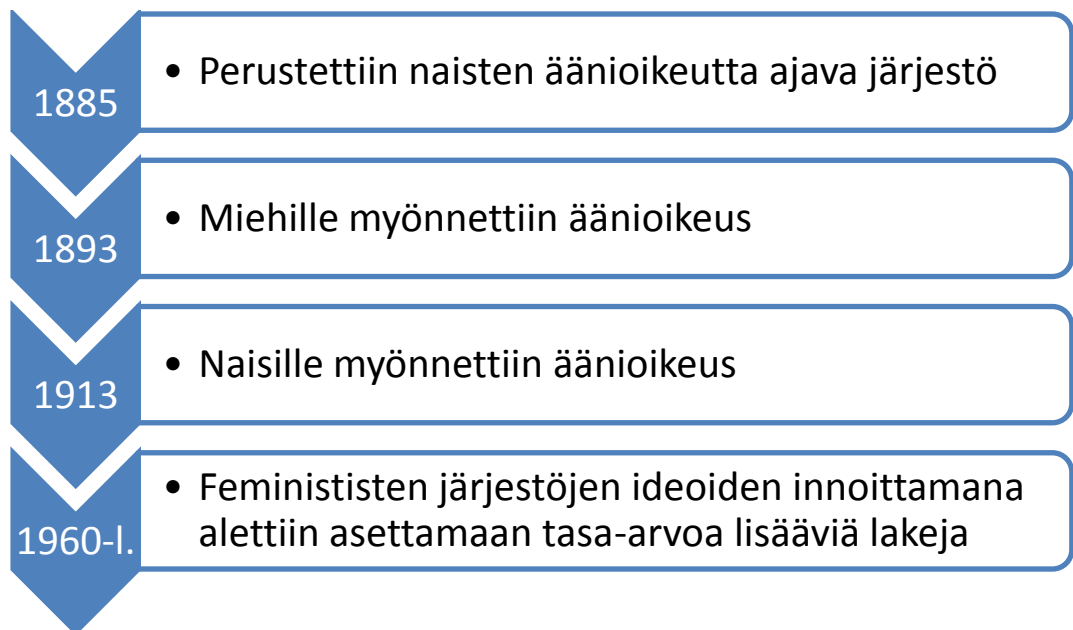 1885
• Perustettiin naisten äänioikeutta ajava järjestö
1893
• Miehille myönnettiin äänioikeus
1913
• Naisille myönnettiin äänioikeus
1960-l.
• Feminististen järjestöjen ideoiden innoittamana
alettiin asettamaan tasa-arvoa lisääviä lakeja